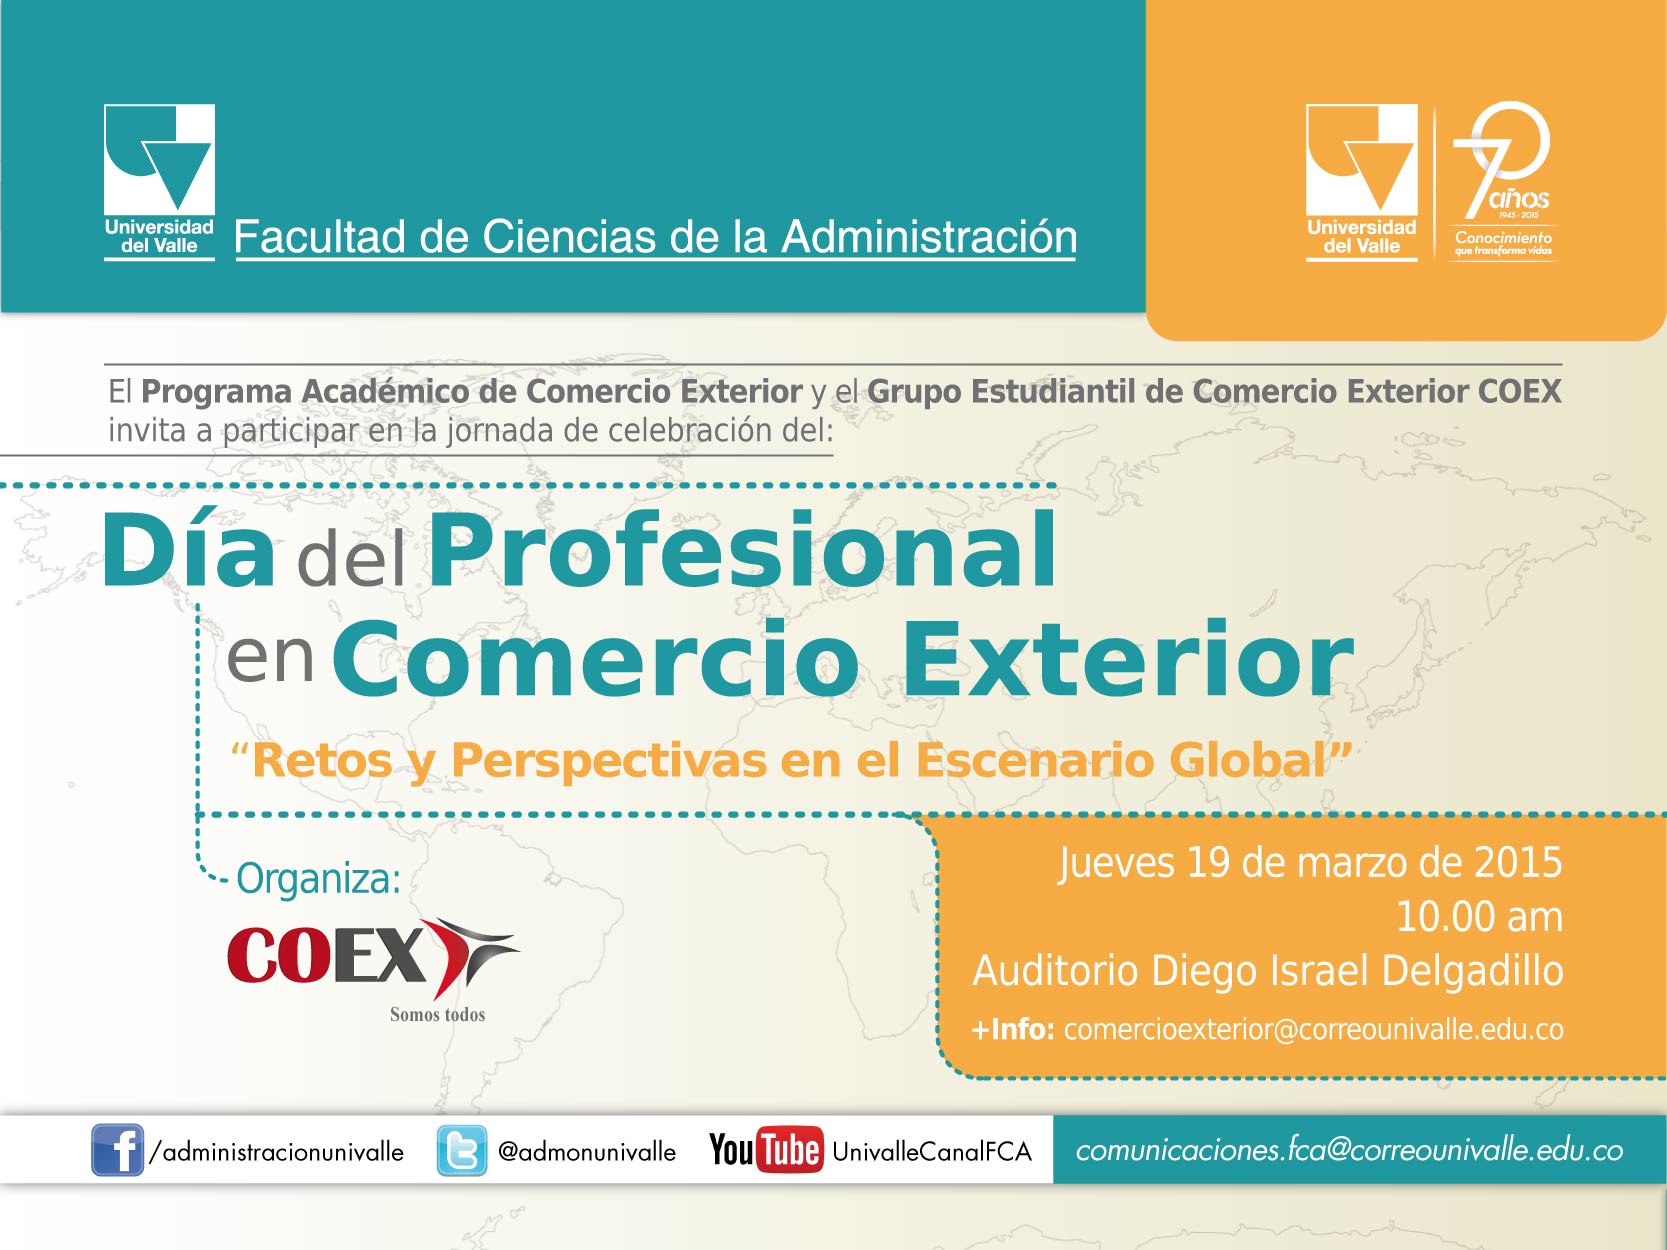 Universidad
del Valle
Facultad de Ciencias de la Administración
Universidad
del Valle
70
años
1945 - 2015
Conocimiento
que transforma vidas
El Programa Académico de Comercio Exterior y el Grupo Estudiantil de Comercio Exterior COEX
invita a participar en la jornada de celebración del:
Día del Profesional
en Comercio Exterior
“Retos y Perspectivas en el Escenario Global”
Organiza:
COEX
Somos todos
Jueves 19 de marzo de 2015
10.00 am
Auditorio Diego Israel Delgadillo
+Info: comercioexterior@correounivalle.edu.co
f /administracionunivalle
t @admonunivalle
YouTube UnivalleCanalFCA
comunicaciones.fca@correounivalle.edu.co